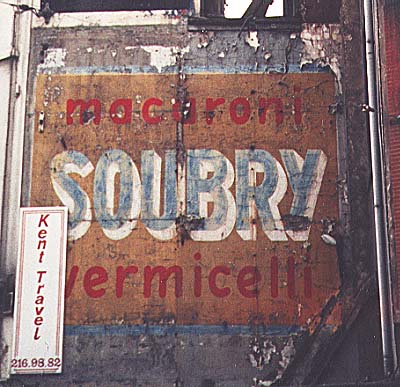 macaroni
SOUBRY
vermicelli
Kent Travel
216.98.82